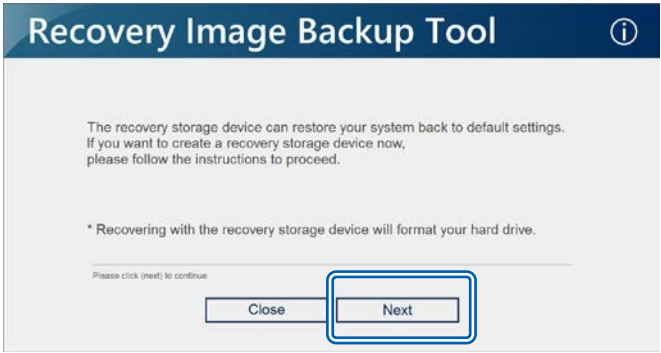 Recovery Image Backup Tool
The recovery storage device can restore your system back to default settings.
If you want to create a recovery storage device now,
please follow the instructions to proceed.
* Recovering with the recovery storage device will format your hard drive.
Please click (next) to continue
Close Next